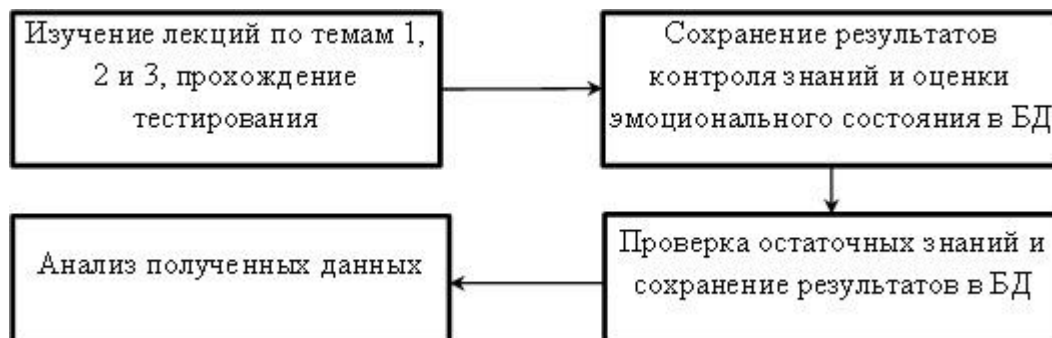 Изучение лекций по темам 1,
2 и 3, прохождение
тестирования
Сохранение результатов
контроля знаний и оценки
эмоционального состояния в БД
Проверка остаточных знаний и
сохранение результатов в БД
Анализ полученных данных